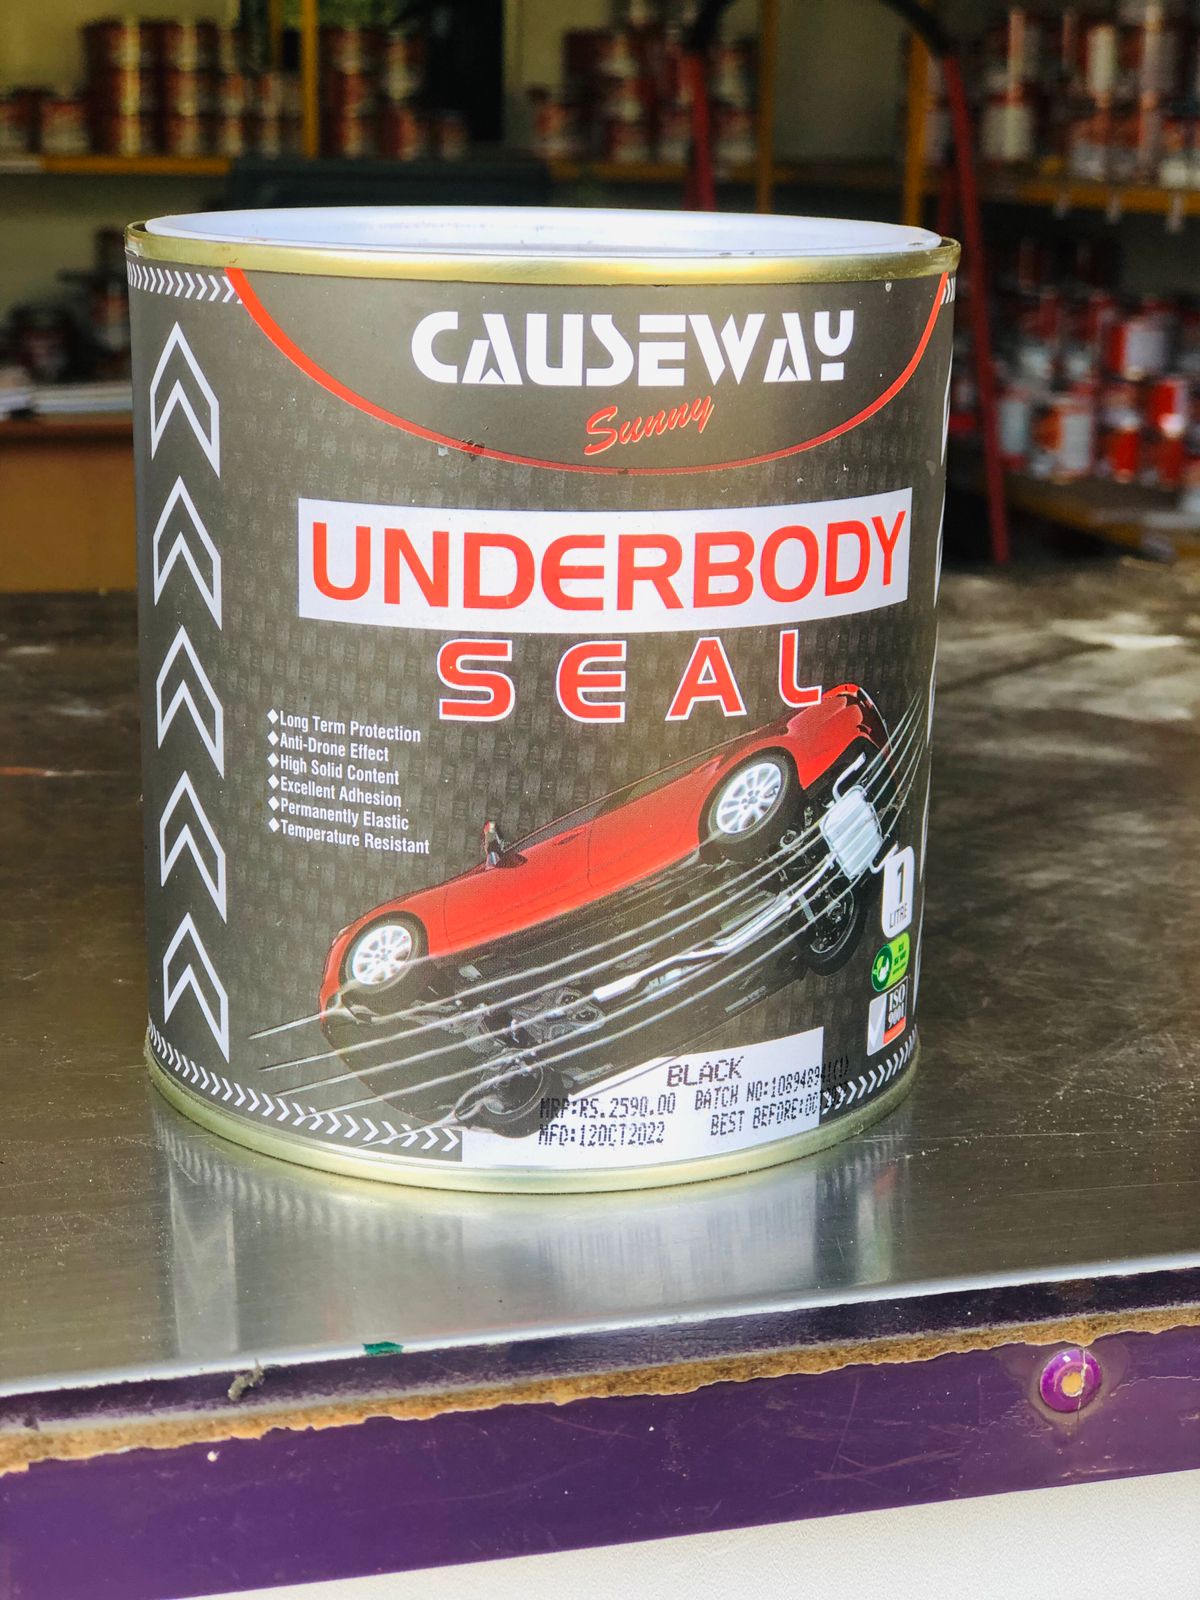 CAUSEWAY
Sunny
UNDERBODY
SEAL
◆Long Term Protection
◆Anti-Drone Effect
◆High Solid Content
◆Excellent Adhesion
◆Permanently Elastic
◆Temperature Resistant
1
LITRE
ISO
9001
BLACK
MRP:RS.2590.00 BATCH NO:
MFD:12OCT2022 BEST BEFORE: